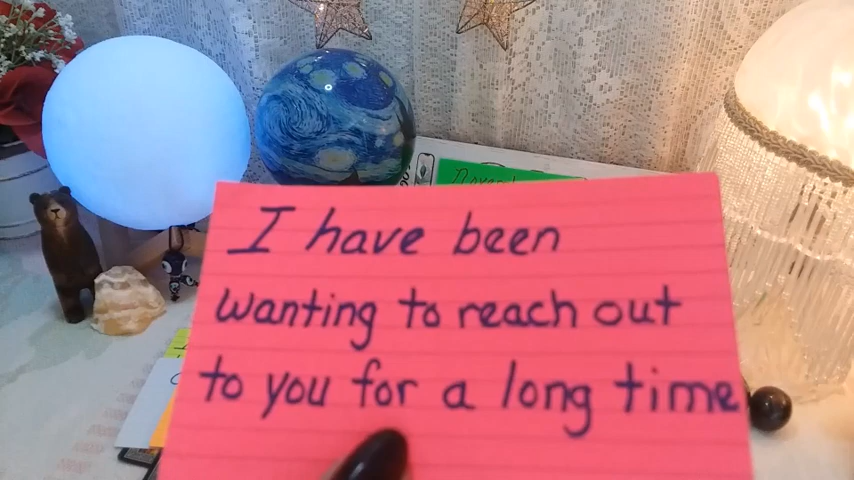 I have been
wanting to reach out
to you for a long time